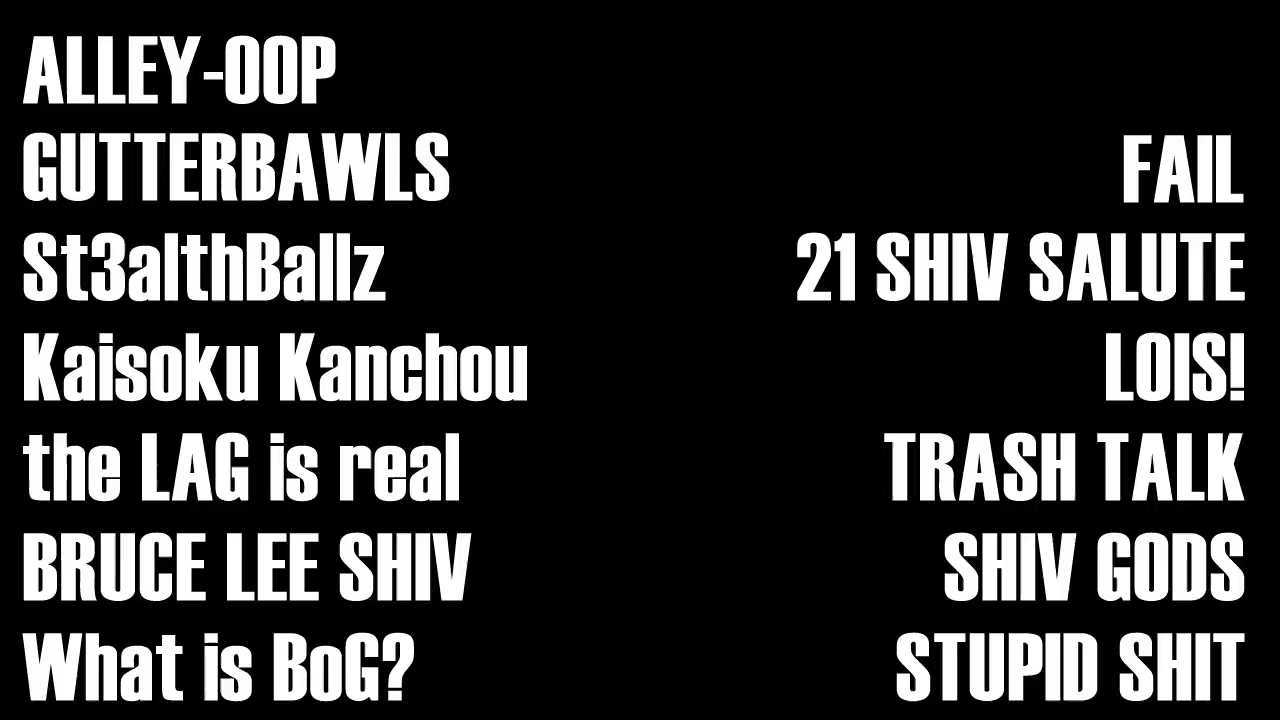 ALLEY-OOP
GUTTERBAWLS
St3althBallz
Kaisoku Kanchou
the LAG is real
BRUCE LEE SHIV
What is BoG?
FAIL
21 SHIV SALUTE
LOIS!
TRASH TALK
SHIV GODS
STUPID SHIT